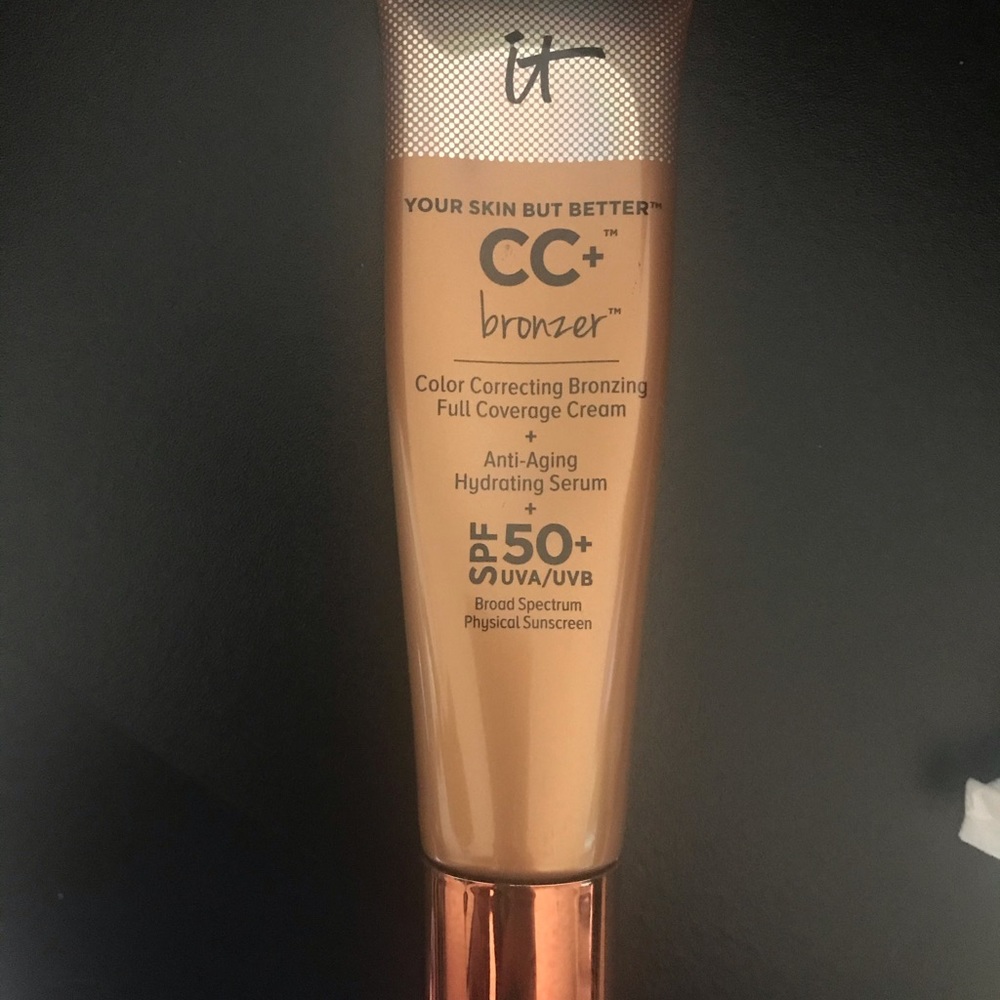 it
YOUR SKIN BUT BETTER™
CC+™
bronzer™
Color Correcting Bronzing
Full Coverage Cream
+
Anti-Aging
Hydrating Serum
+
SPF 50+
UVA/UVB
Broad Spectrum
Physical Sunscreen